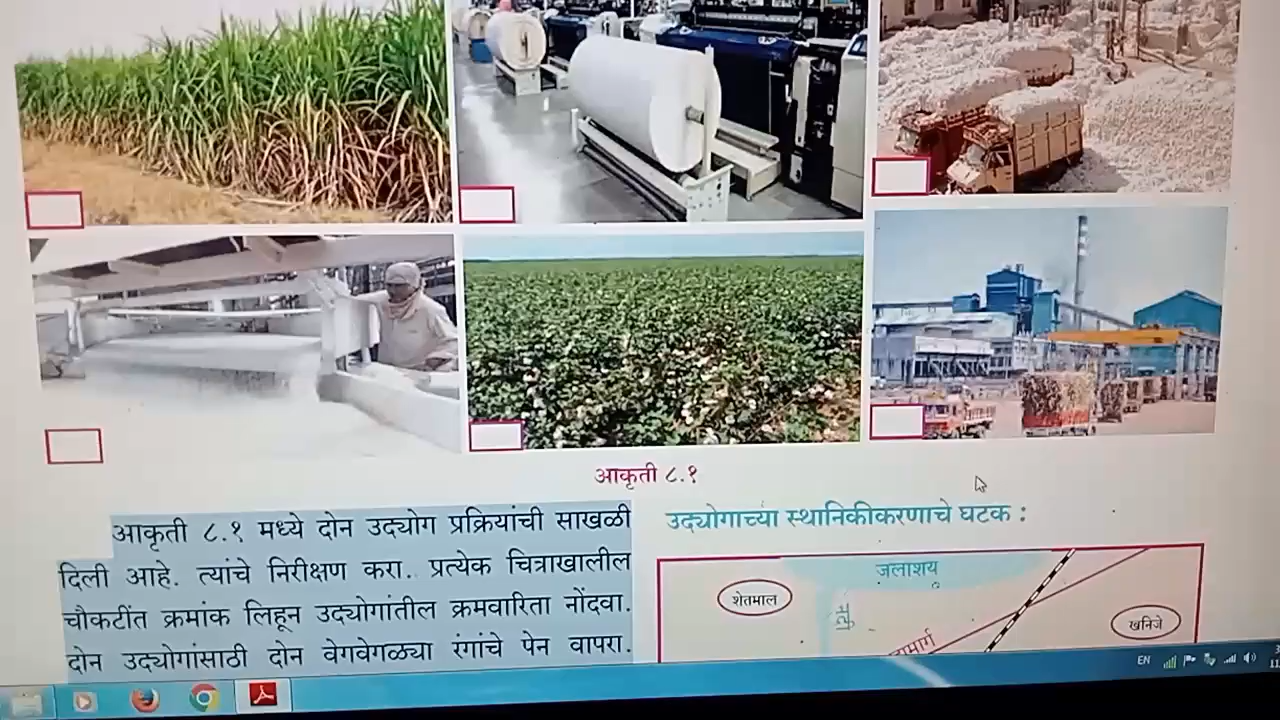 आकृती ८.१
आकृती ८.१ मध्ये दोन उद्योग प्रक्रियांची साखळी
दिली आहे. त्यांचे निरीक्षण करा. प्रत्येक चित्राखालील
चौकटींत क्रमांक लिहून उद्योगांतील क्रमवारिता नोंदवा.
दोन उद्योगांसाठी दोन वेगवेगळ्या रंगांचे पेन वापरा.
उद्योगाच्या स्थानिकीकरणाचे घटक :
जलाशय
शेतमाल
नदी
खनिजे
EN